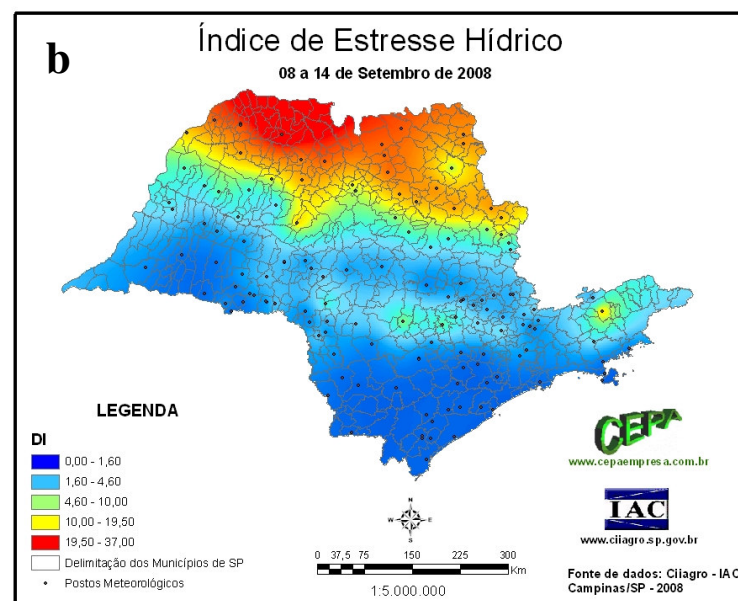 b
Índice de Estresse Hídrico
08 a 14 de Setembro de 2008
LEGENDA
DI
0,00 - 1,60
1,60 - 4,60
4,60 - 10,00
10,00 - 19,50
19,50 - 37,00
Delimitação dos Municípios de SP
Postos Meteorológicos
N
W E
S
0 37,5 75 150 225 300
Km
1:5.000.000
CEPA
www.cepaempresa.com.br
IAC
www.ciiagro.sp.gov.br
Fonte de dados: Ciiagro - IAC
Campinas/SP - 2008